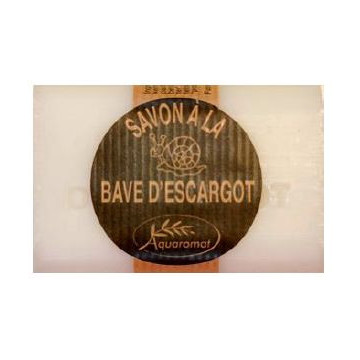 SAVON À LA
BAVE D'ESCARGOT
Aquaromat